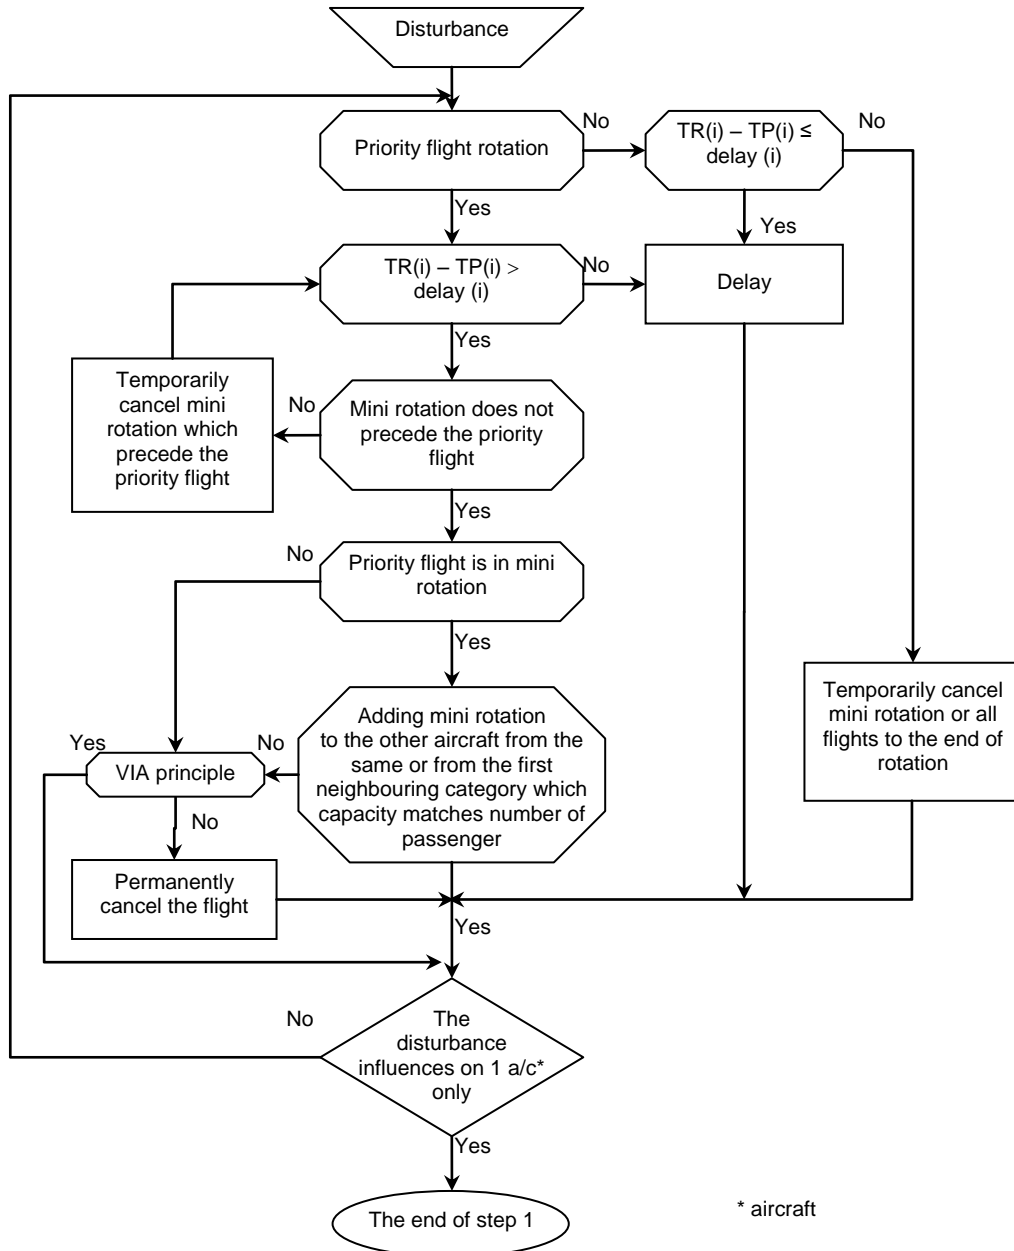 Disturbance
Priority flight rotation
No
TR(i) – TP(i) ≤
delay (i)
No
Yes
Yes
TR(i) – TP(i) >
delay (i)
No
Delay
Yes
Temporarily
cancel mini
rotation which
precede the
priority flight
No
Mini rotation does not
precede the priority
flight
Yes
No
Priority flight is in mini
rotation
Yes
Temporarily cancel
mini rotation or all
flights to the end of
rotation
Adding mini rotation
to the other aircraft from the
same or from the first
neighbouring category which
capacity matches number of
passenger
Yes
No
VIA principle
No
Permanently
cancel the flight
Yes
No
The
disturbance
influences on 1 a/c*
only
Yes
The end of step 1
* aircraft